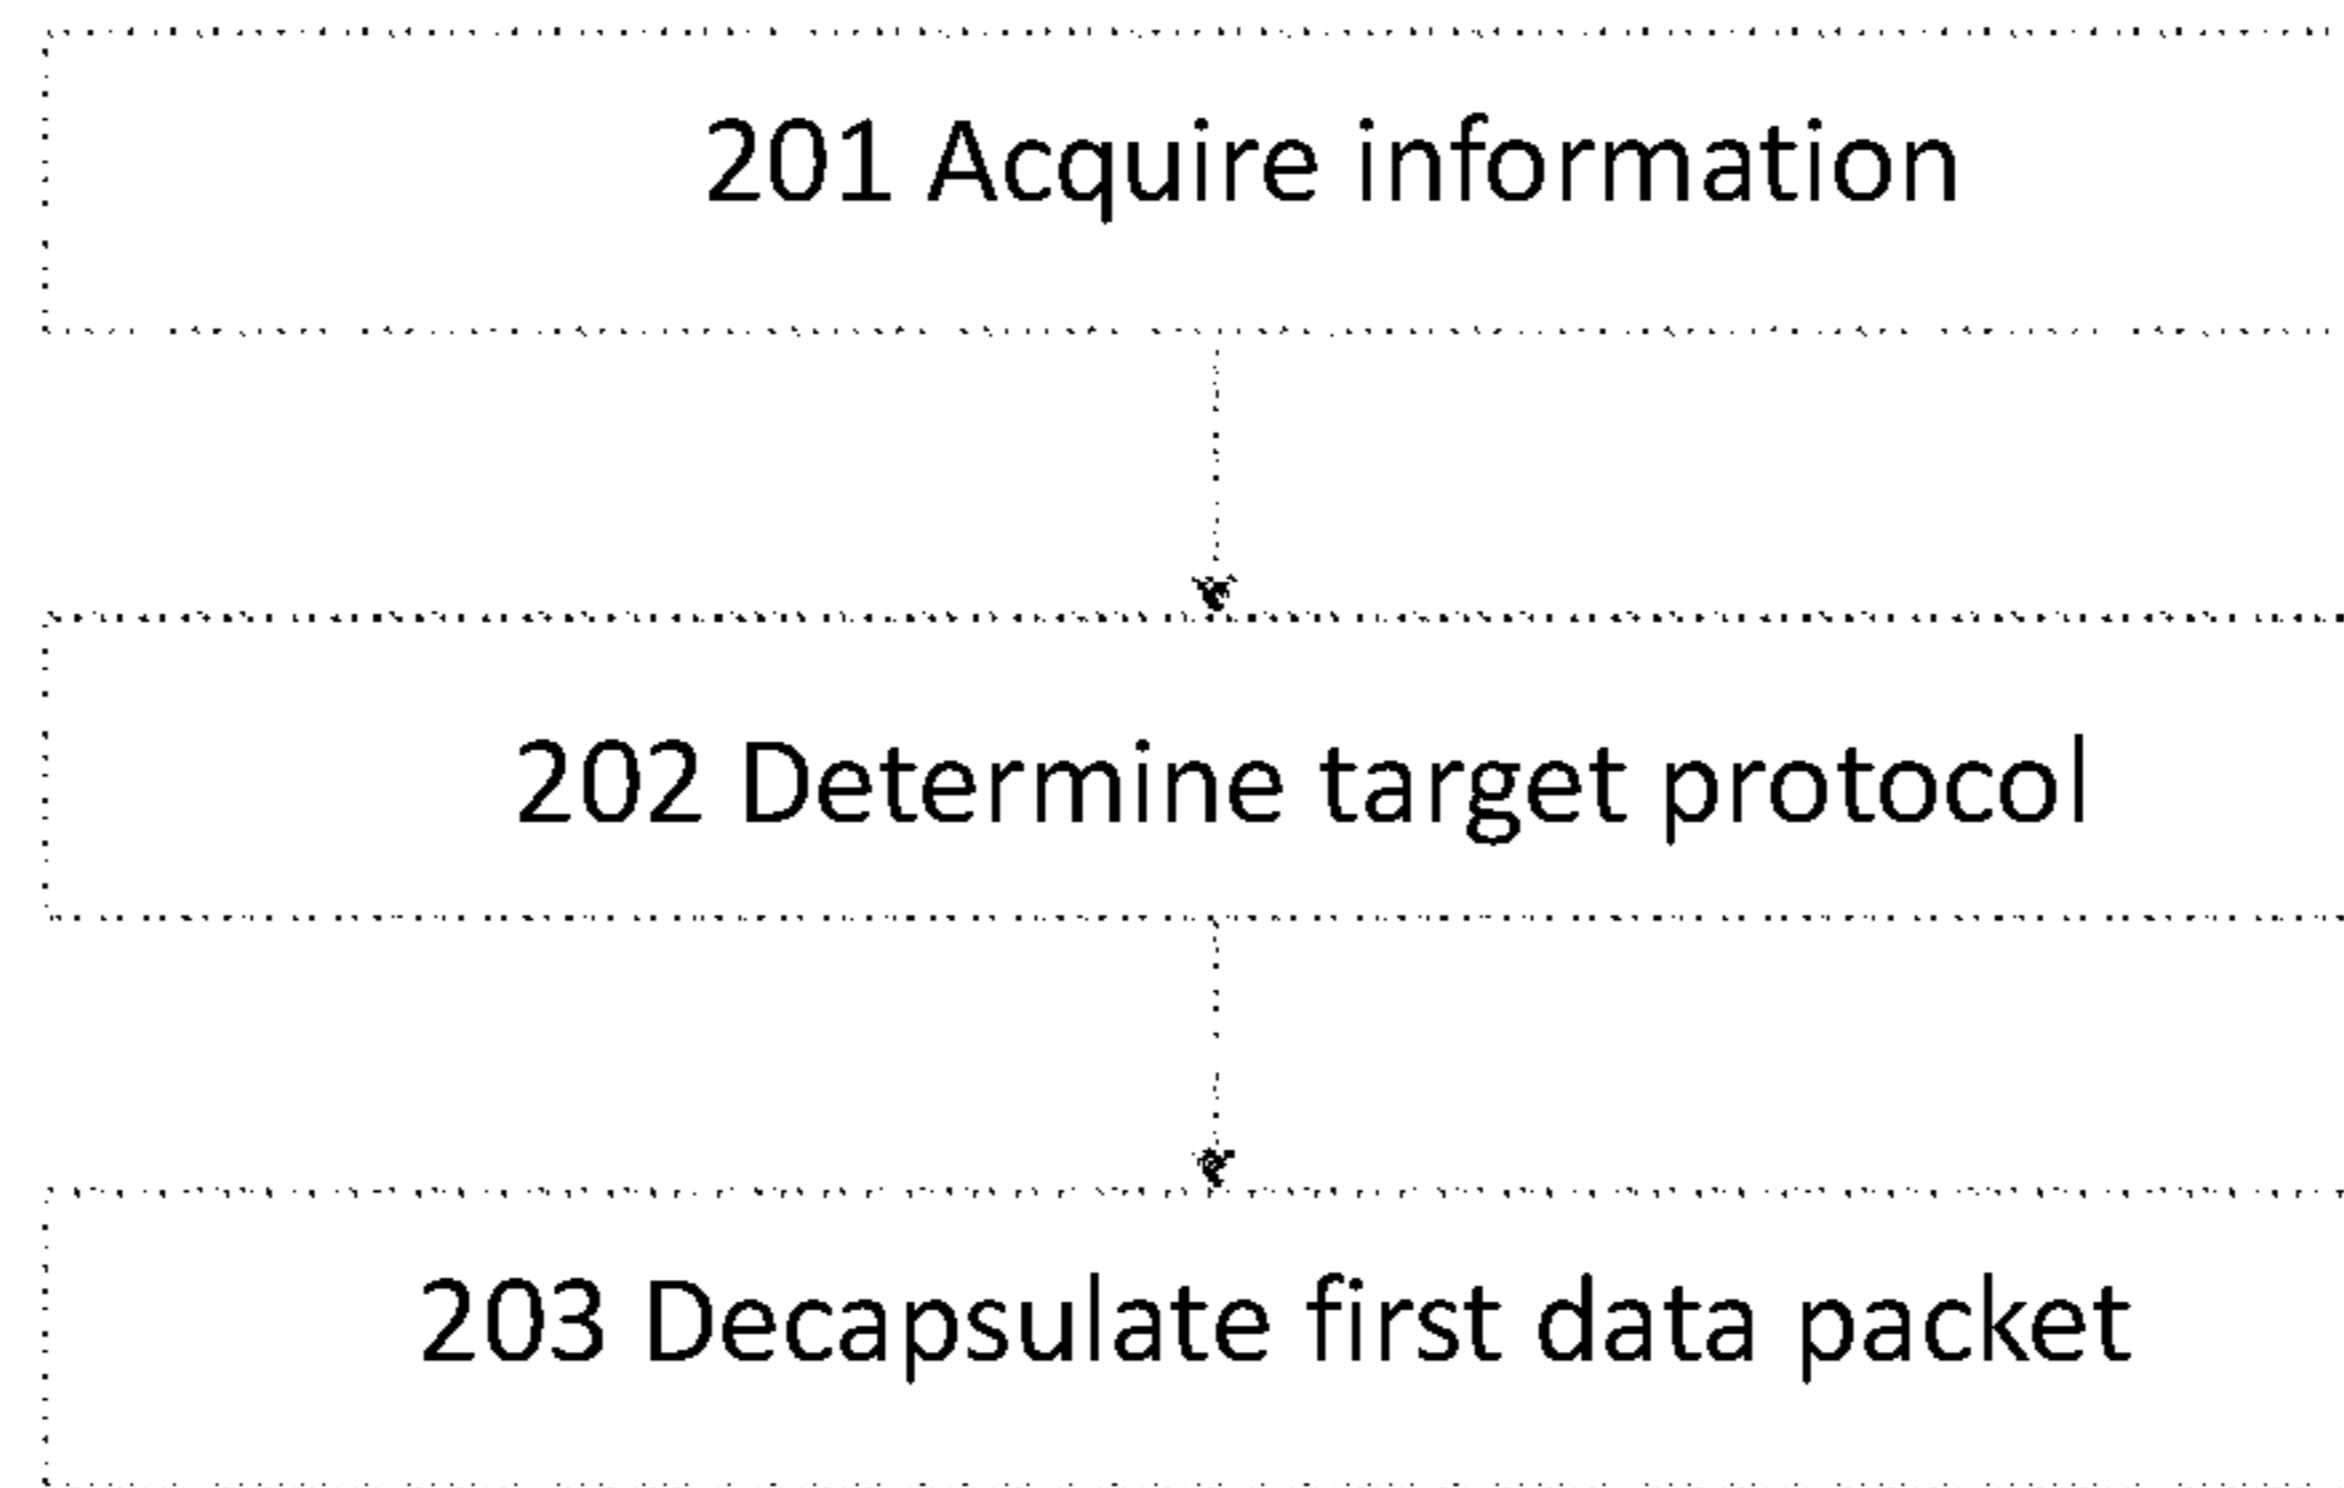 201 Acquire information
202 Determine target protocol
203 Decapsulate first data packet